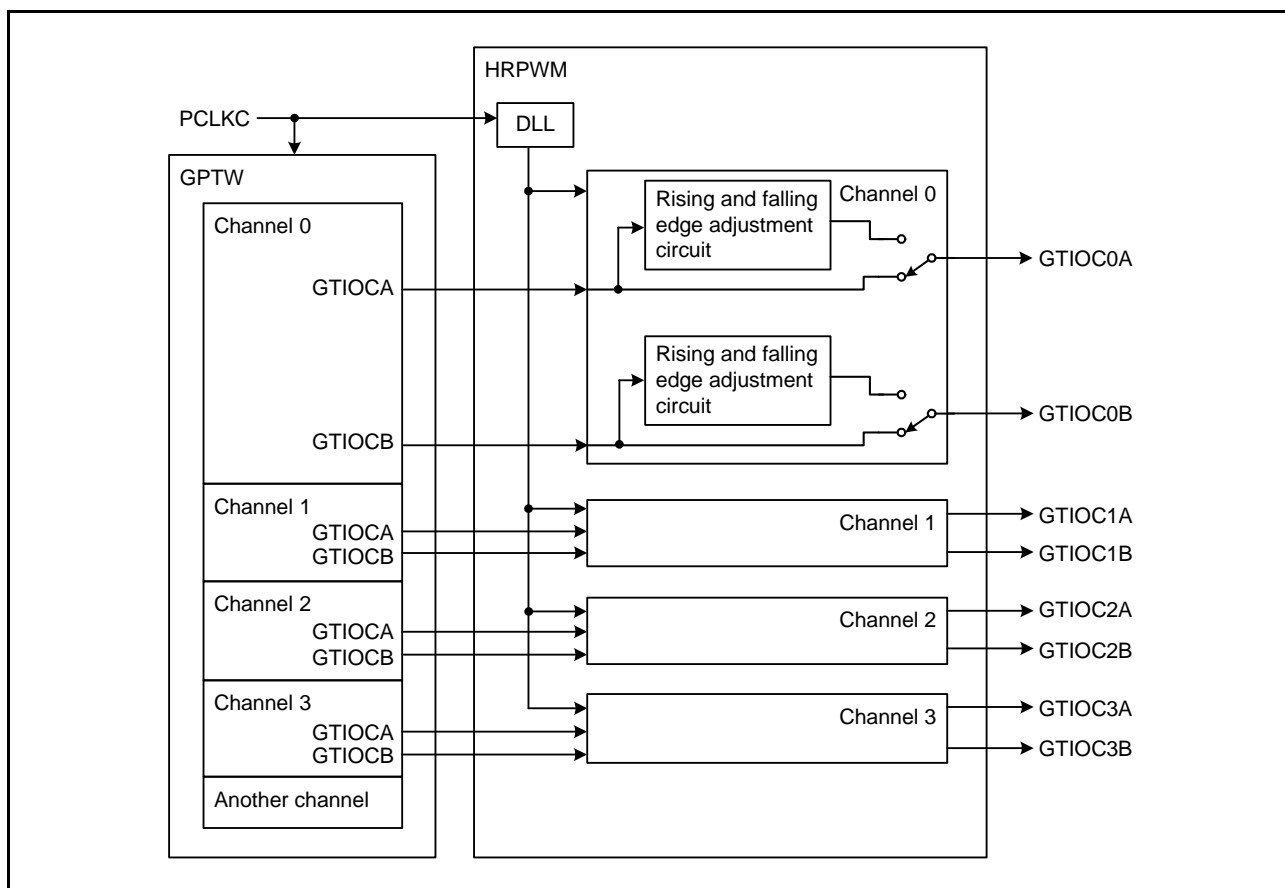 HRPWM
PCLKC
DLL
GPTW
Channel 0
GTIOCA
GTIOCB
Channel 1
GTIOCA
GTIOCB
Channel 2
GTIOCA
GTIOCB
Channel 3
GTIOCA
GTIOCB
Another channel
Channel 0
Rising and falling
edge adjustment
circuit
Rising and falling
edge adjustment
circuit
Channel 1
Channel 2
Channel 3
GTIOC0A
GTIOC0B
GTIOC1A
GTIOC1B
GTIOC2A
GTIOC2B
GTIOC3A
GTIOC3B